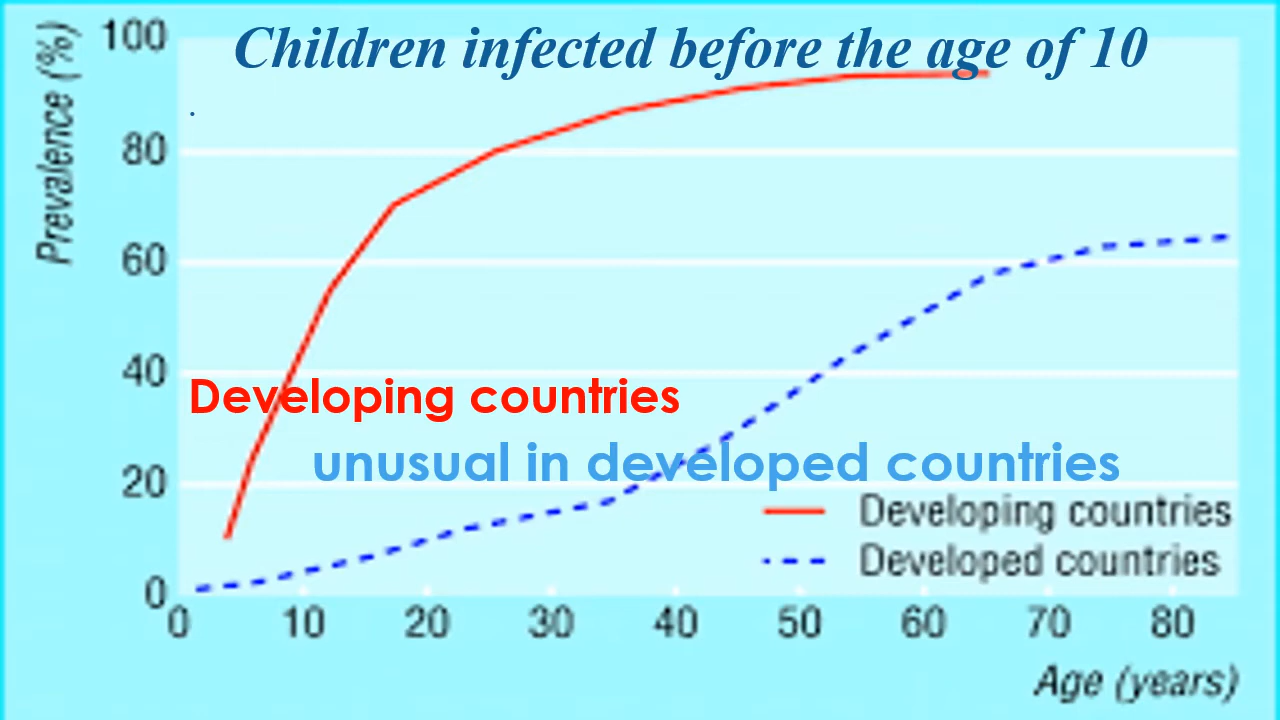 Children infected before the age of 10
Prevalence (%)
100
80
60
40
20
0
Developing countries
unusual in developed countries
Developing countries
Developed countries
0 10 20 30 40 50 60 70 80
Age (years)